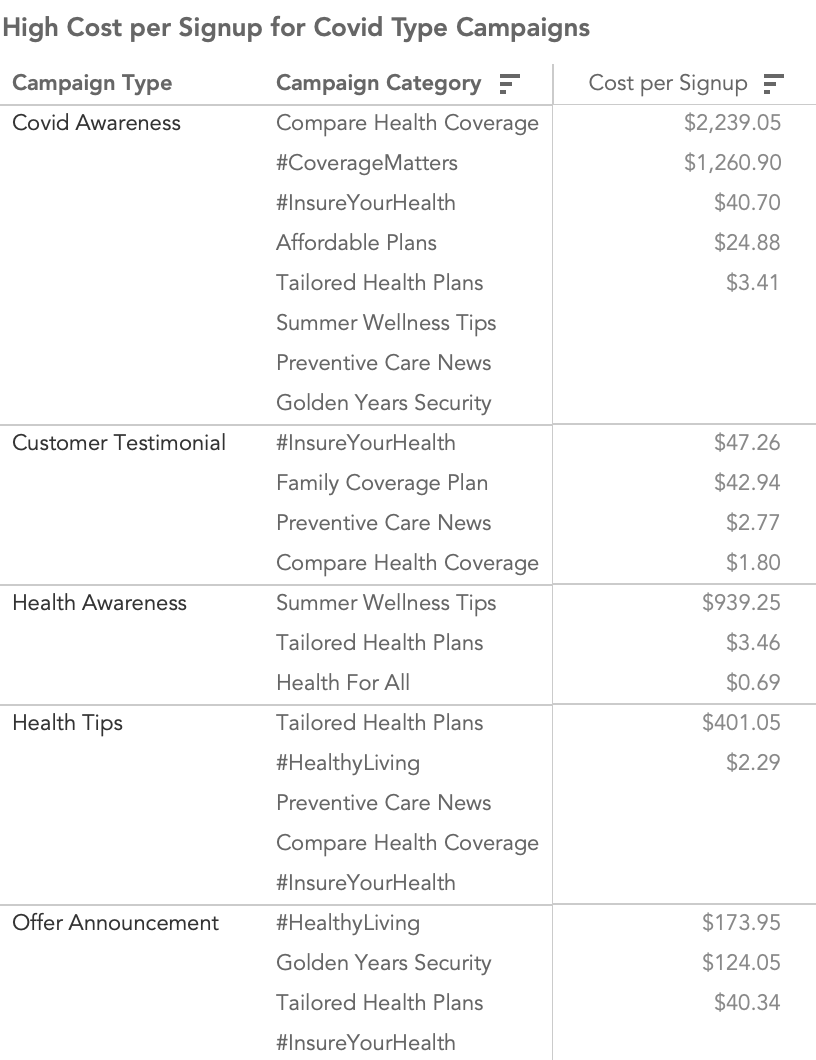 High Cost per Signup for Covid Type Campaigns
Campaign Type Campaign Category Cost per Signup
Covid Awareness Compare Health Coverage $2,239.05
#CoverageMatters $1,260.90
#InsureYourHealth $40.70
Affordable Plans $24.88
Tailored Health Plans $3.41
Summer Wellness Tips
Preventive Care News
Golden Years Security
Customer Testimonial #InsureYourHealth $47.26
Family Coverage Plan $42.94
Preventive Care News $2.77
Compare Health Coverage $1.80
Health Awareness Summer Wellness Tips $939.25
Tailored Health Plans $3.46
Health For All $0.69
Health Tips Tailored Health Plans $401.05
#HealthyLiving $2.29
Preventive Care News
Compare Health Coverage
#InsureYourHealth
Offer Announcement #HealthyLiving $173.95
Golden Years Security $124.05
Tailored Health Plans $40.34
#InsureYourHealth